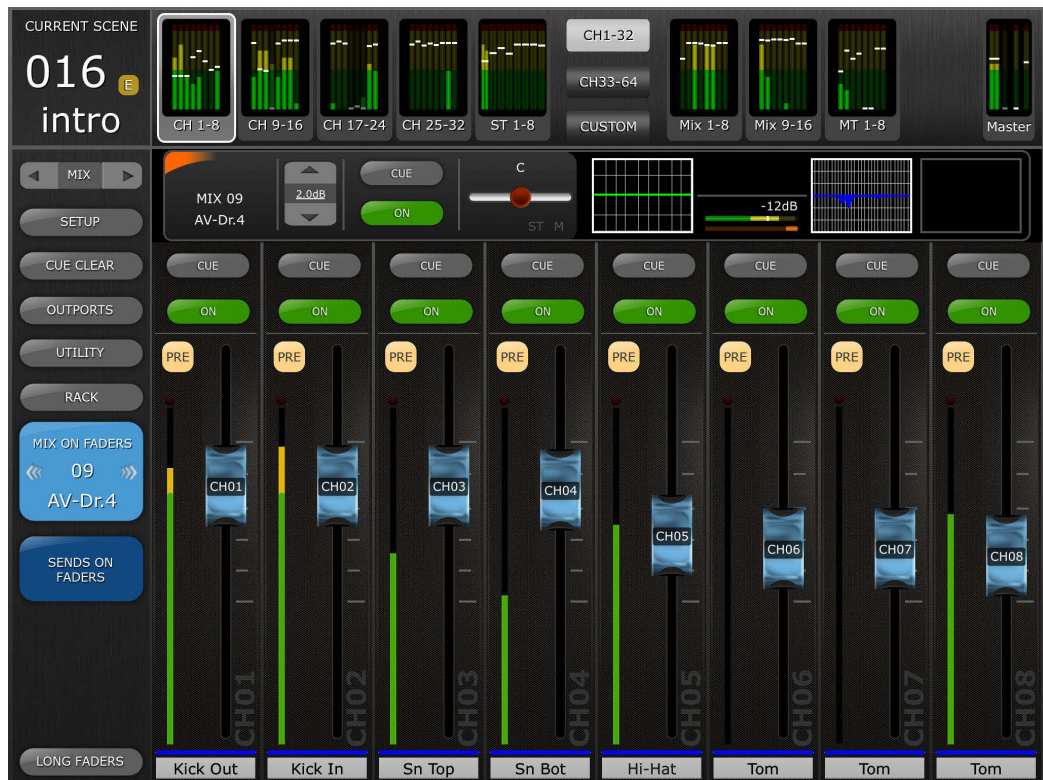 CURRENT SCENE
016 E
intro
CH 1-8
CH 9-16
CH 17-24
CH 25-32
ST 1-8
CH1-32
CH33-64
CUSTOM
Mix 1-8
Mix 9-16
MT 1-8
Master
MIX
SETUP
CUE CLEAR
OUTPORTS
UTILITY
RACK
MIX ON FADERS
09
AV-Dr.4
SENDS ON
FADERS
LONG FADERS
MIX 09
AV-Dr.4
2.0dB
CUE
ON
C
ST M
-12dB
CUE CUE CUE CUE CUE CUE CUE CUE
ON ON ON ON ON ON ON ON
PRE PRE PRE PRE PRE PRE PRE PRE
CH01 CH02 CH03 CH04 CH05 CH06 CH07 CH08
CH01 CH02 CH03 CH04 CH05 CH06 CH07 CH08
Kick Out Kick In Sn Top Sn Bot Hi-Hat Tom Tom Tom